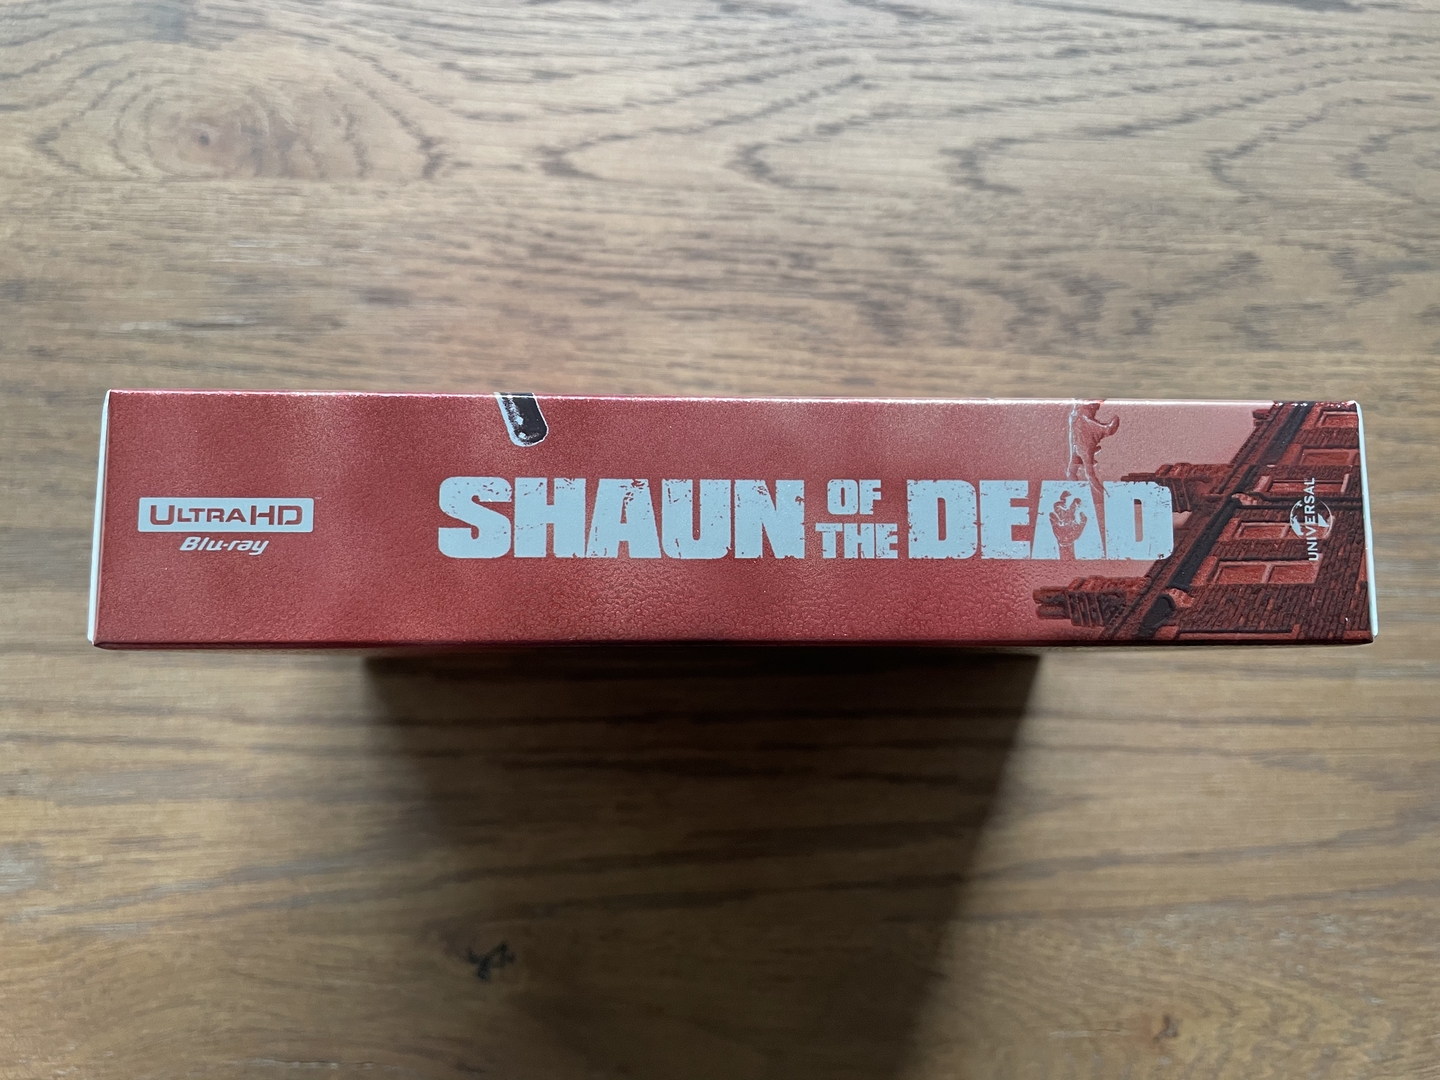 ULTRA HD
Blu-ray
SHAUN OF THE DEAD
UNIVERSAL